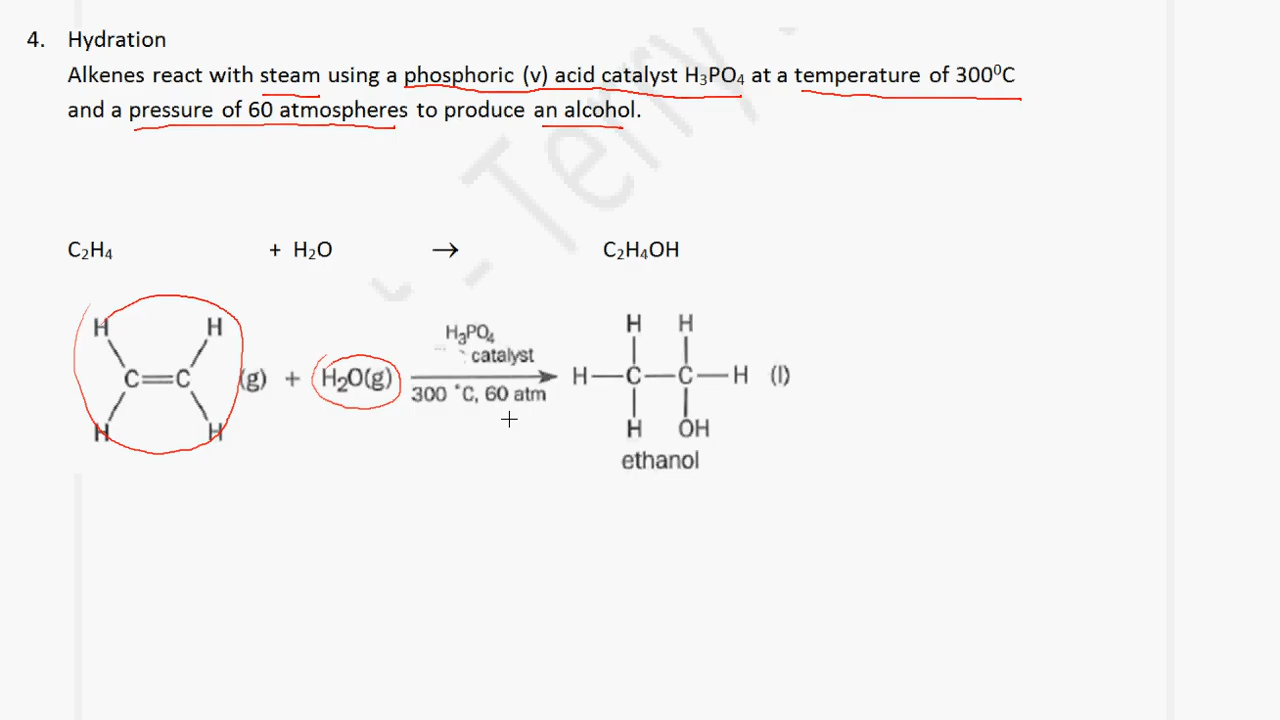 4. Hydration
Alkenes react with steam using a phosphoric (v) acid catalyst H₃PO₄ at a temperature of 300⁰C
and a pressure of 60 atmospheres to produce an alcohol.
C₂H₄ + H₂O → C₂H₄OH
H H H₃PO₄ H H
catalyst
C=C (g) + H₂O(g) H—C—C—H (l)
300 °C, 60 atm
H H H OH
ethanol
- Terry